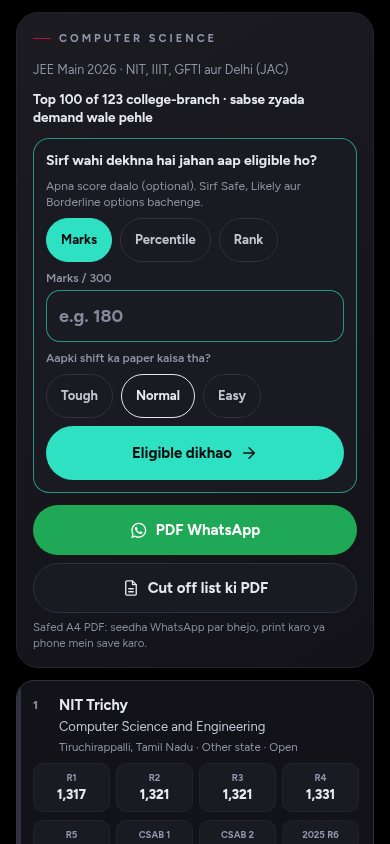 COMPUTER SCIENCE
JEE Main 2026 · NIT, IIIT, GFTI aur Delhi (JAC)
Top 100 of 123 college-branch · sabse zyada
demand wale pehle
Sirf wahi dekhna hai jahan aap eligible ho?
Apna score daalo (optional). Sirf Safe, Likely aur
Borderline options bachenge.
Marks Percentile Rank
Marks / 300
e.g. 180
Aapki shift ka paper kaisa tha?
Tough Normal Easy
Eligible dikhao →
PDF WhatsApp
Cut off list ki PDF
Safed A4 PDF: seedha WhatsApp par bhejo, print karo ya
phone mein save karo.
1 NIT Trichy
Computer Science and Engineering
Tiruchirappalli, Tamil Nadu · Other state · Open
R1 R2 R3 R4
1,317 1,321 1,321 1,331
R5 CSAB 1 CSAB 2 2025 R6